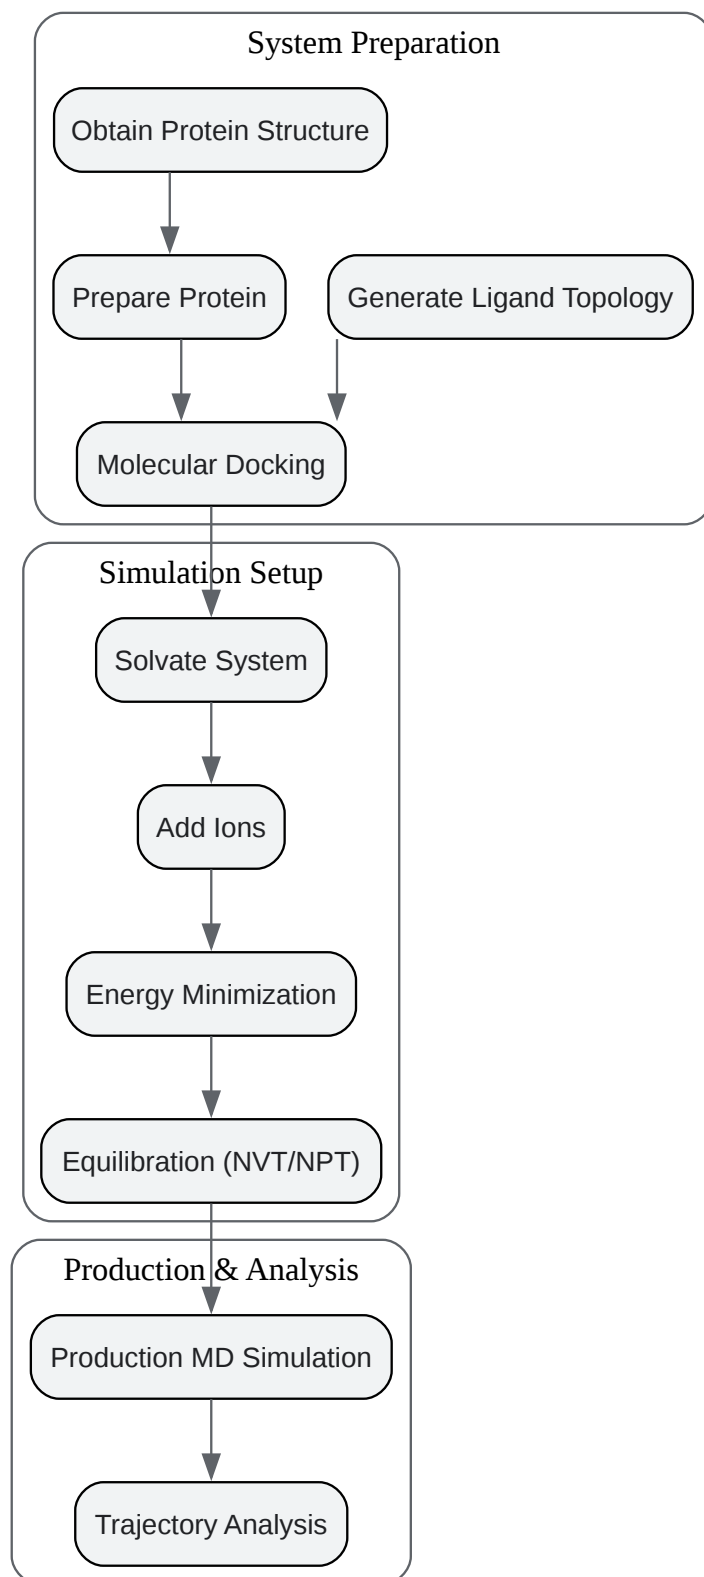 System Preparation
Obtain Protein Structure
Prepare Protein
Generate Ligand Topology
Molecular Docking
Simulation Setup
Solvate System
Add Ions
Energy Minimization
Equilibration (NVT/NPT)
Production & Analysis
Production MD Simulation
Trajectory Analysis